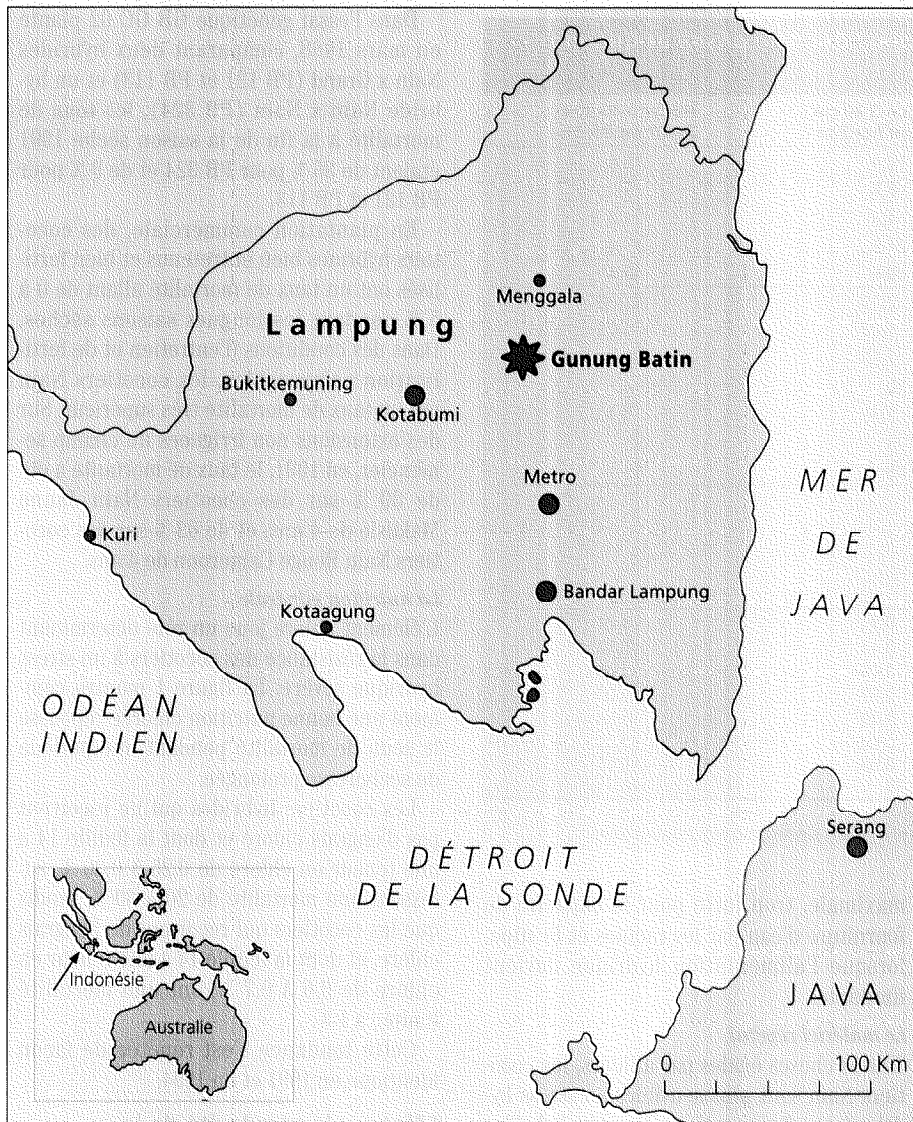 Menggala
Lampung
Gunung Batin
Bukitkemuning
Kotabumi
Metro
MER
DE
JAVA
Kuri
Bandar Lampung
Kotaagung
ODÉAN
INDIEN
Serang
DÉTROIT
DE LA SONDE
Indonésie
Australie
JAVA
0 100 Km